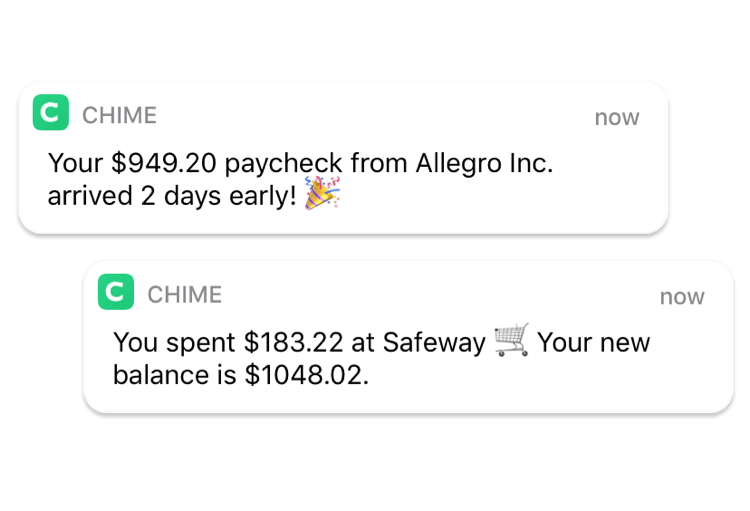 C CHIME now
Your $949.20 paycheck from Allegro Inc.
arrived 2 days early! 🎉
C CHIME now
You spent $183.22 at Safeway 🛒 Your new
balance is $1048.02.